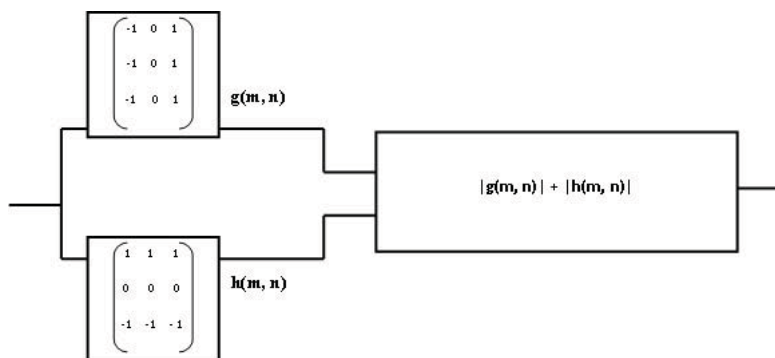 -1 0 1
-1 0 1
-1 0 1
g(m, n)
|g(m, n)| + |h(m, n)|
1 1 1
0 0 0
-1 -1 -1
h(m, n)